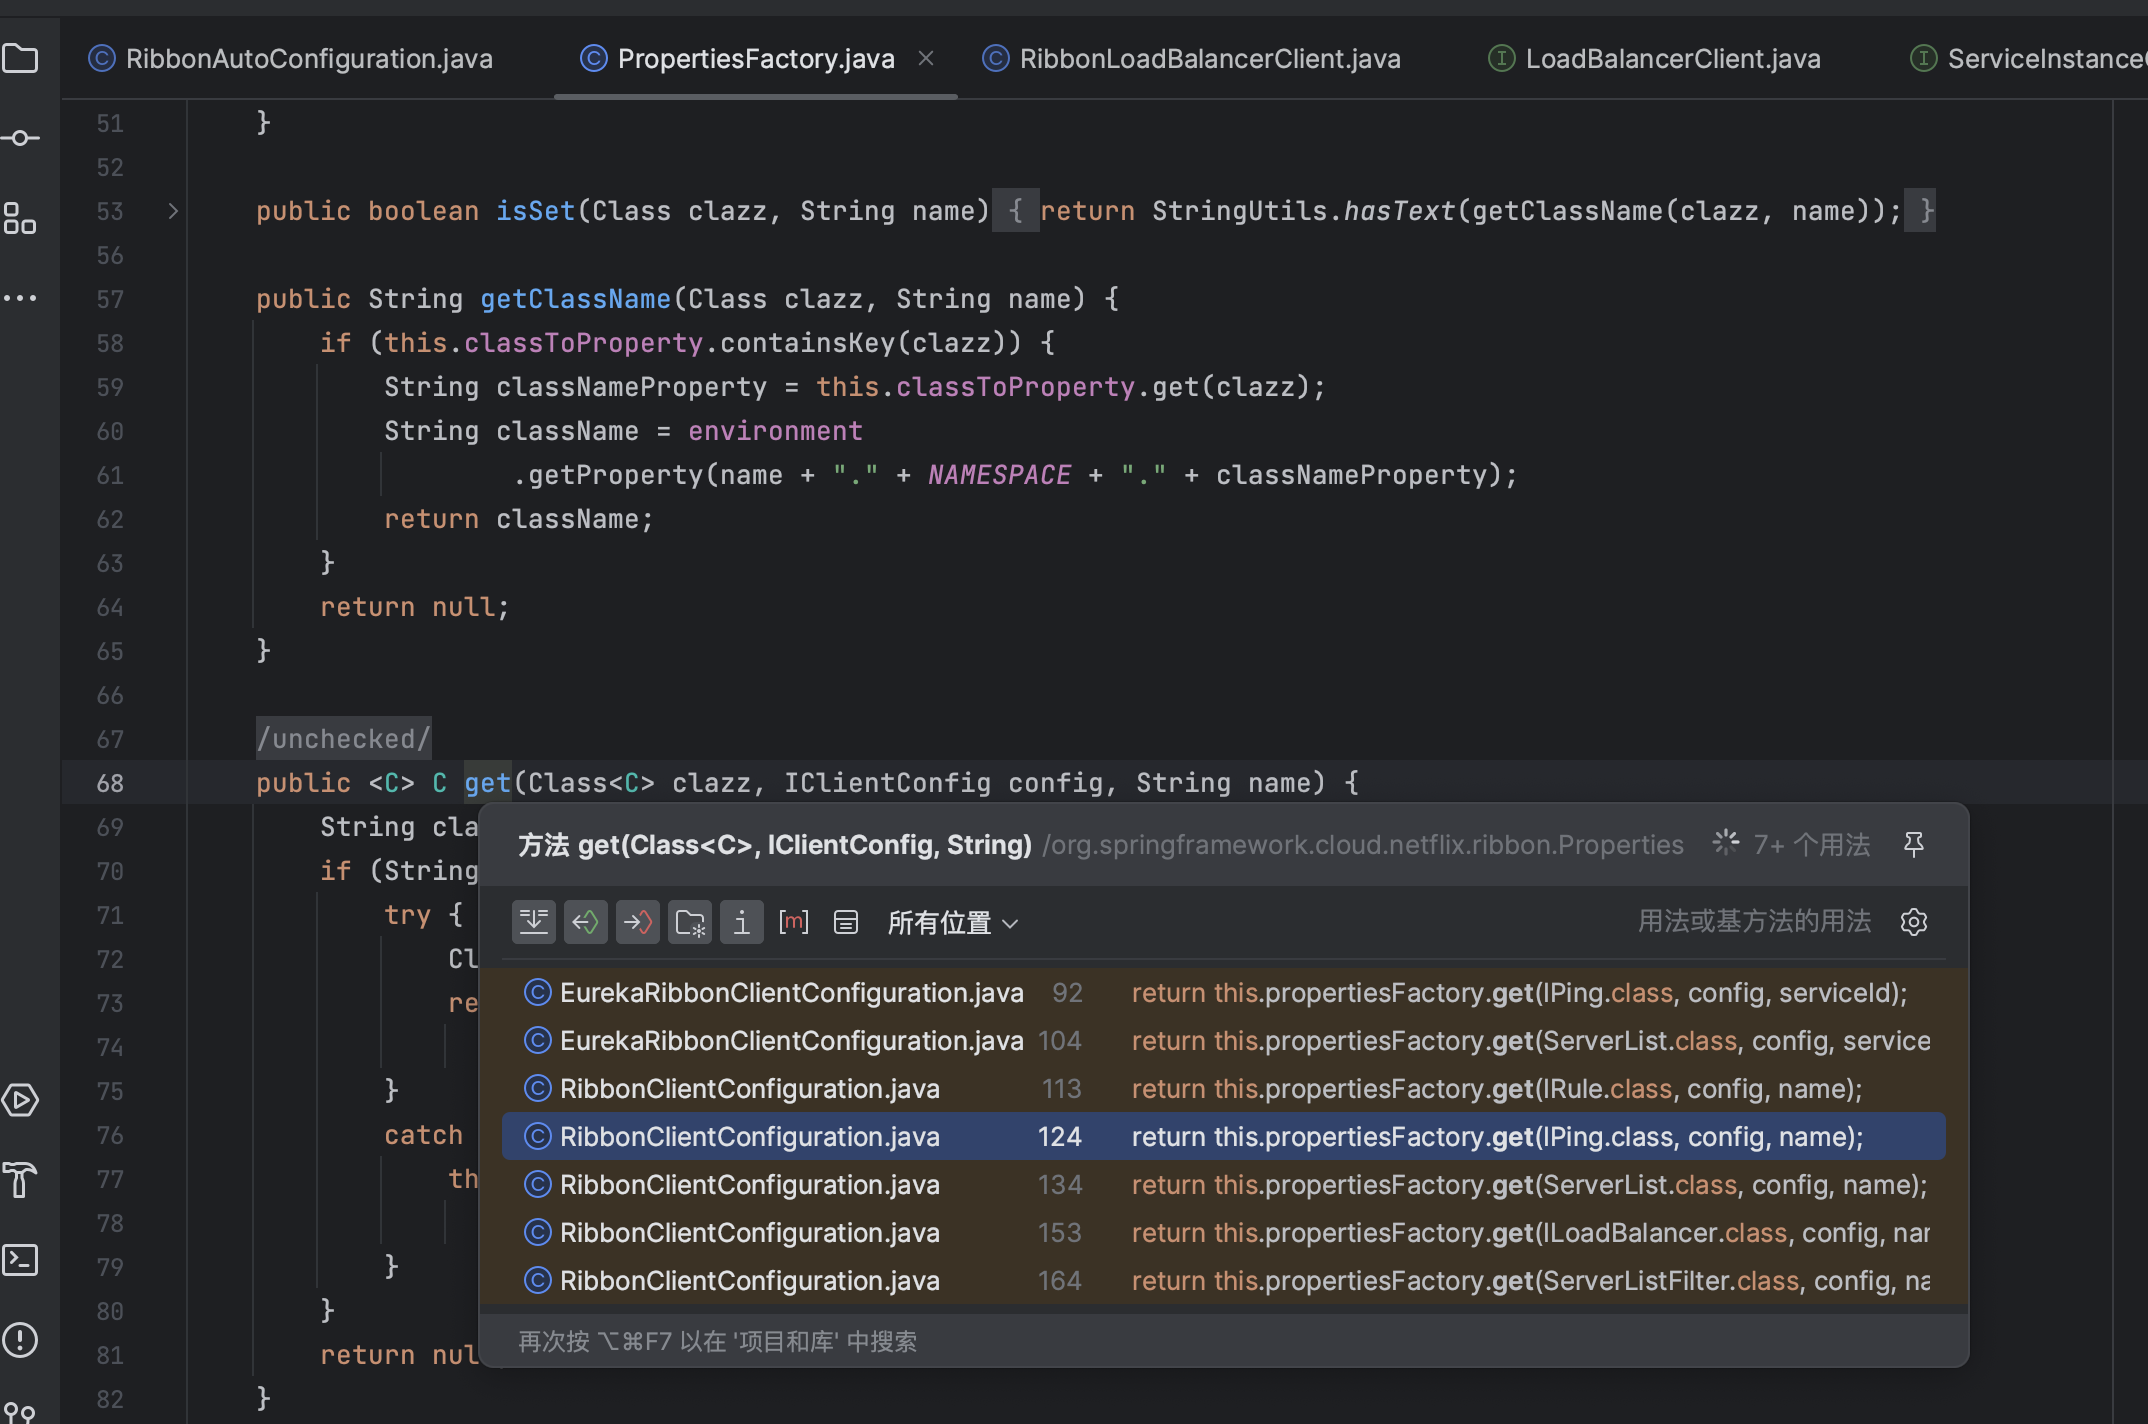 RibbonAutoConfiguration.java PropertiesFactory.java RibbonLoadBalancerClient.java LoadBalancerClient.java ServiceInstance
51 }
52
53 public boolean isSet(Class clazz, String name) { return StringUtils.hasText(getClassName(clazz, name)); }
56
57 public String getClassName(Class clazz, String name) {
58 if (this.classToProperty.containsKey(clazz)) {
59 String classNameProperty = this.classToProperty.get(clazz);
60 String className = environment
61 .getProperty(name + "." + NAMESPACE + "." + classNameProperty);
62 return className;
63 }
64 return null;
65 }
66
67 /unchecked/
68 public <C> C get(Class<C> clazz, IClientConfig config, String name) {
69 String cla
70 if (String
71 try {
72 Cl
73 re
74
75 }
76 catch
77 th
78
79 }
80 }
81 return nul
82 }
方法 get(Class<C>, IClientConfig, String) /org.springframework.cloud.netflix.ribbon.Properties 7+ 个用法
所有位置 用法或基方法的用法
EurekaRibbonClientConfiguration.java 92 return this.propertiesFactory.get(IPing.class, config, serviceId);
EurekaRibbonClientConfiguration.java 104 return this.propertiesFactory.get(ServerList.class, config, service
RibbonClientConfiguration.java 113 return this.propertiesFactory.get(IRule.class, config, name);
RibbonClientConfiguration.java 124 return this.propertiesFactory.get(IPing.class, config, name);
RibbonClientConfiguration.java 134 return this.propertiesFactory.get(ServerList.class, config, name);
RibbonClientConfiguration.java 153 return this.propertiesFactory.get(ILoadBalancer.class, config, nar
RibbonClientConfiguration.java 164 return this.propertiesFactory.get(ServerListFilter.class, config, na
再次按 ⌥⌘F7 以在 '项目和库' 中搜索